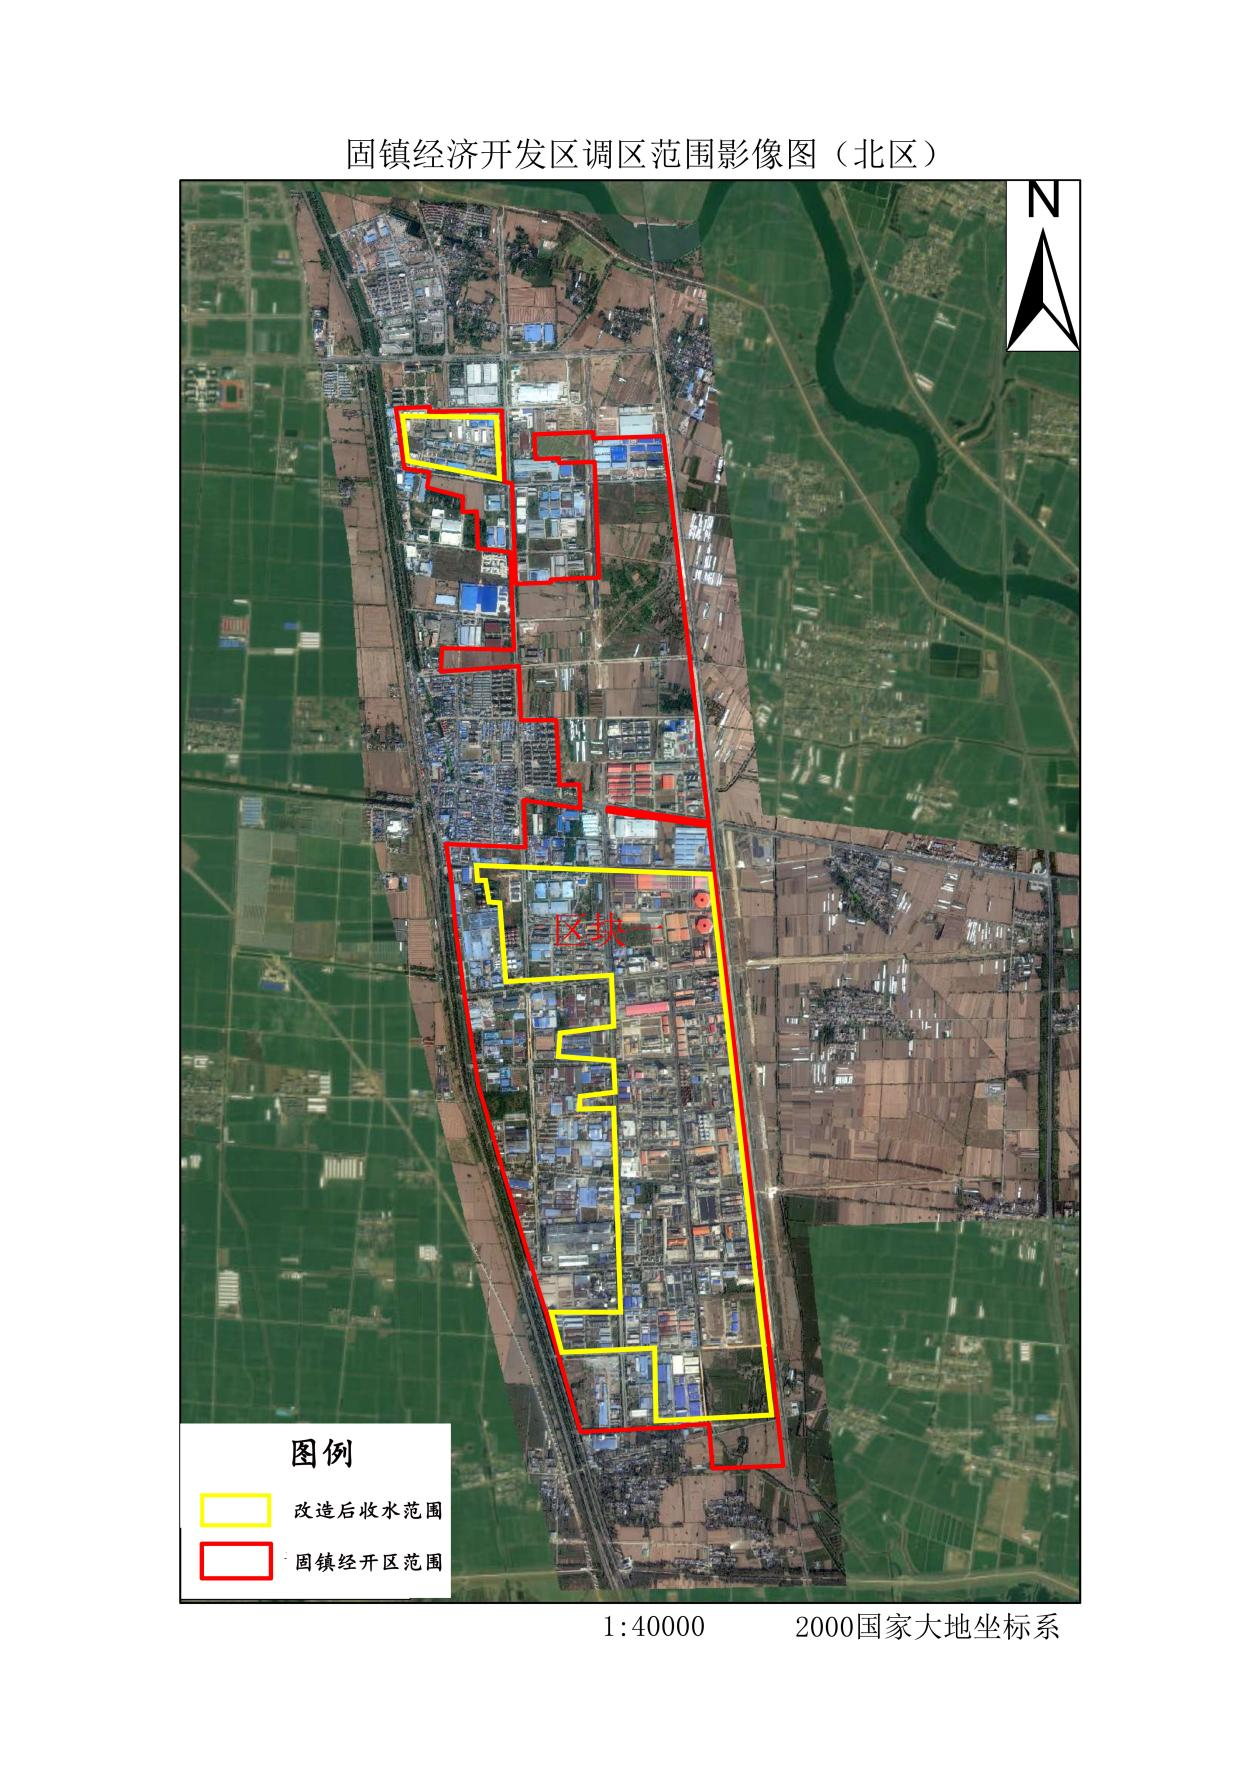 固镇经济开发区调区范围影像图（北区）
N
区块一
图例
改造后收水范围
固镇经开区范围
1:40000 2000国家大地坐标系